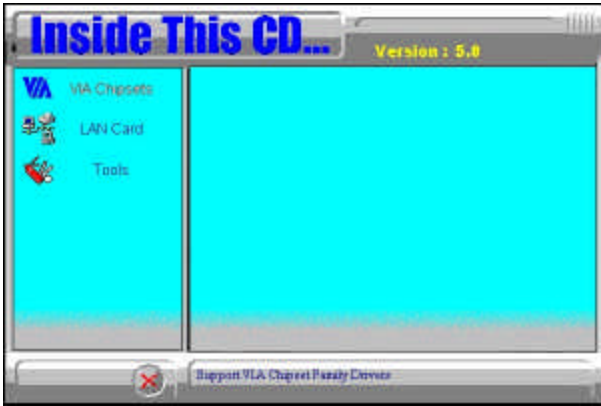 Inside This CD...
Version : 5.0
VIA VIA Chipsets
LAN Card
Tools
Support VIA Chipset Family Drivers